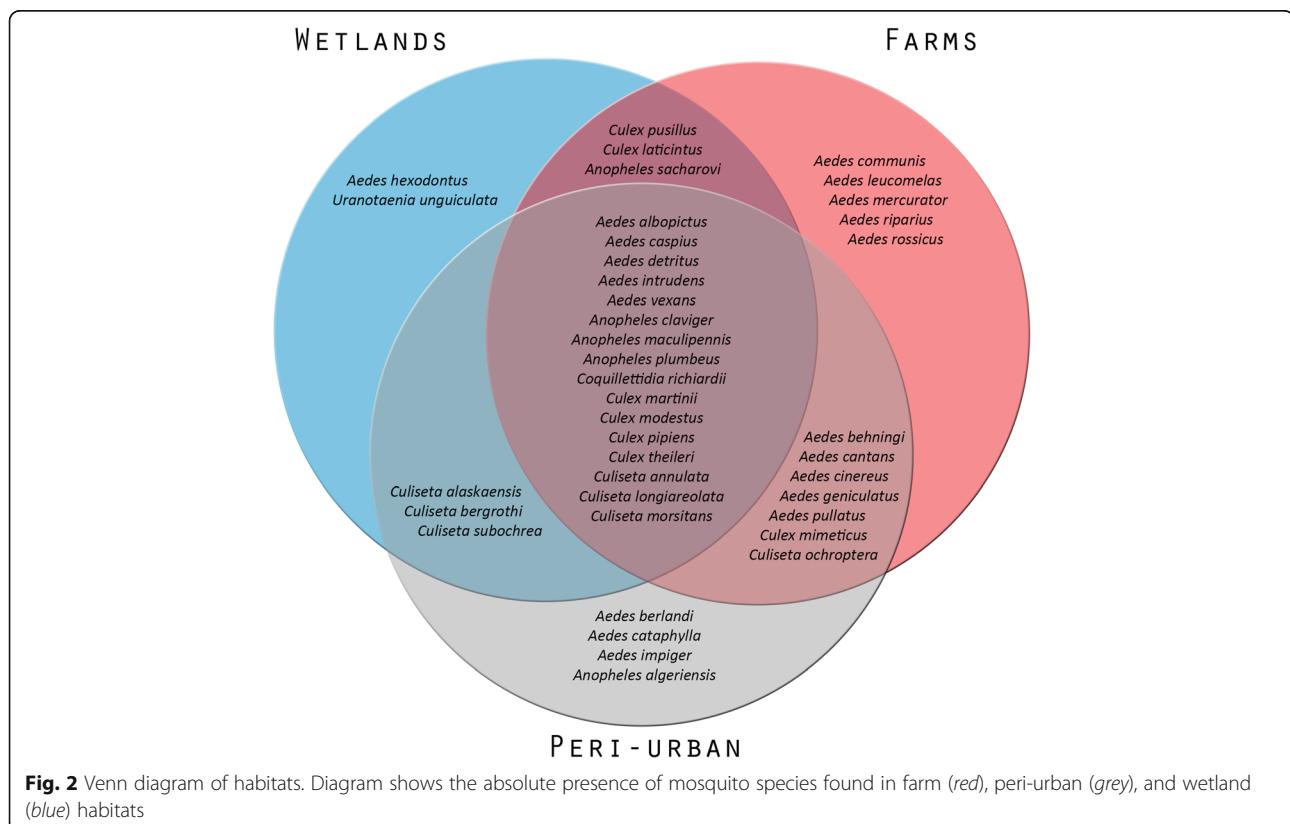 WETLANDS
FARMS
Culex pusillus
Culex laticintus
Anopheles sacharovi
Aedes hexodontus
Uranotaenia unguiculata
Aedes communis
Aedes leucomelas
Aedes mercurator
Aedes riparius
Aedes rossicus
Aedes albopictus
Aedes caspius
Aedes detritus
Aedes intrudens
Aedes vexans
Anopheles claviger
Anopheles maculipennis
Anopheles plumbeus
Coquillettidia richiardii
Culex martinii
Culex modestus
Culex pipiens
Culex theileri
Culiseta annulata
Culiseta longiareolata
Culiseta morsitans
Culiseta alaskaensis
Culiseta bergrothi
Culiseta subochrea
Aedes behningi
Aedes cantans
Aedes cinereus
Aedes geniculatus
Aedes pullatus
Culex mimeticus
Culiseta ochroptera
Aedes berlandi
Aedes cataphylla
Aedes impiger
Anopheles algeriensis
PERI-URBAN
Fig. 2 Venn diagram of habitats. Diagram shows the absolute presence of mosquito species found in farm (red), peri-urban (grey), and wetland
(blue) habitats